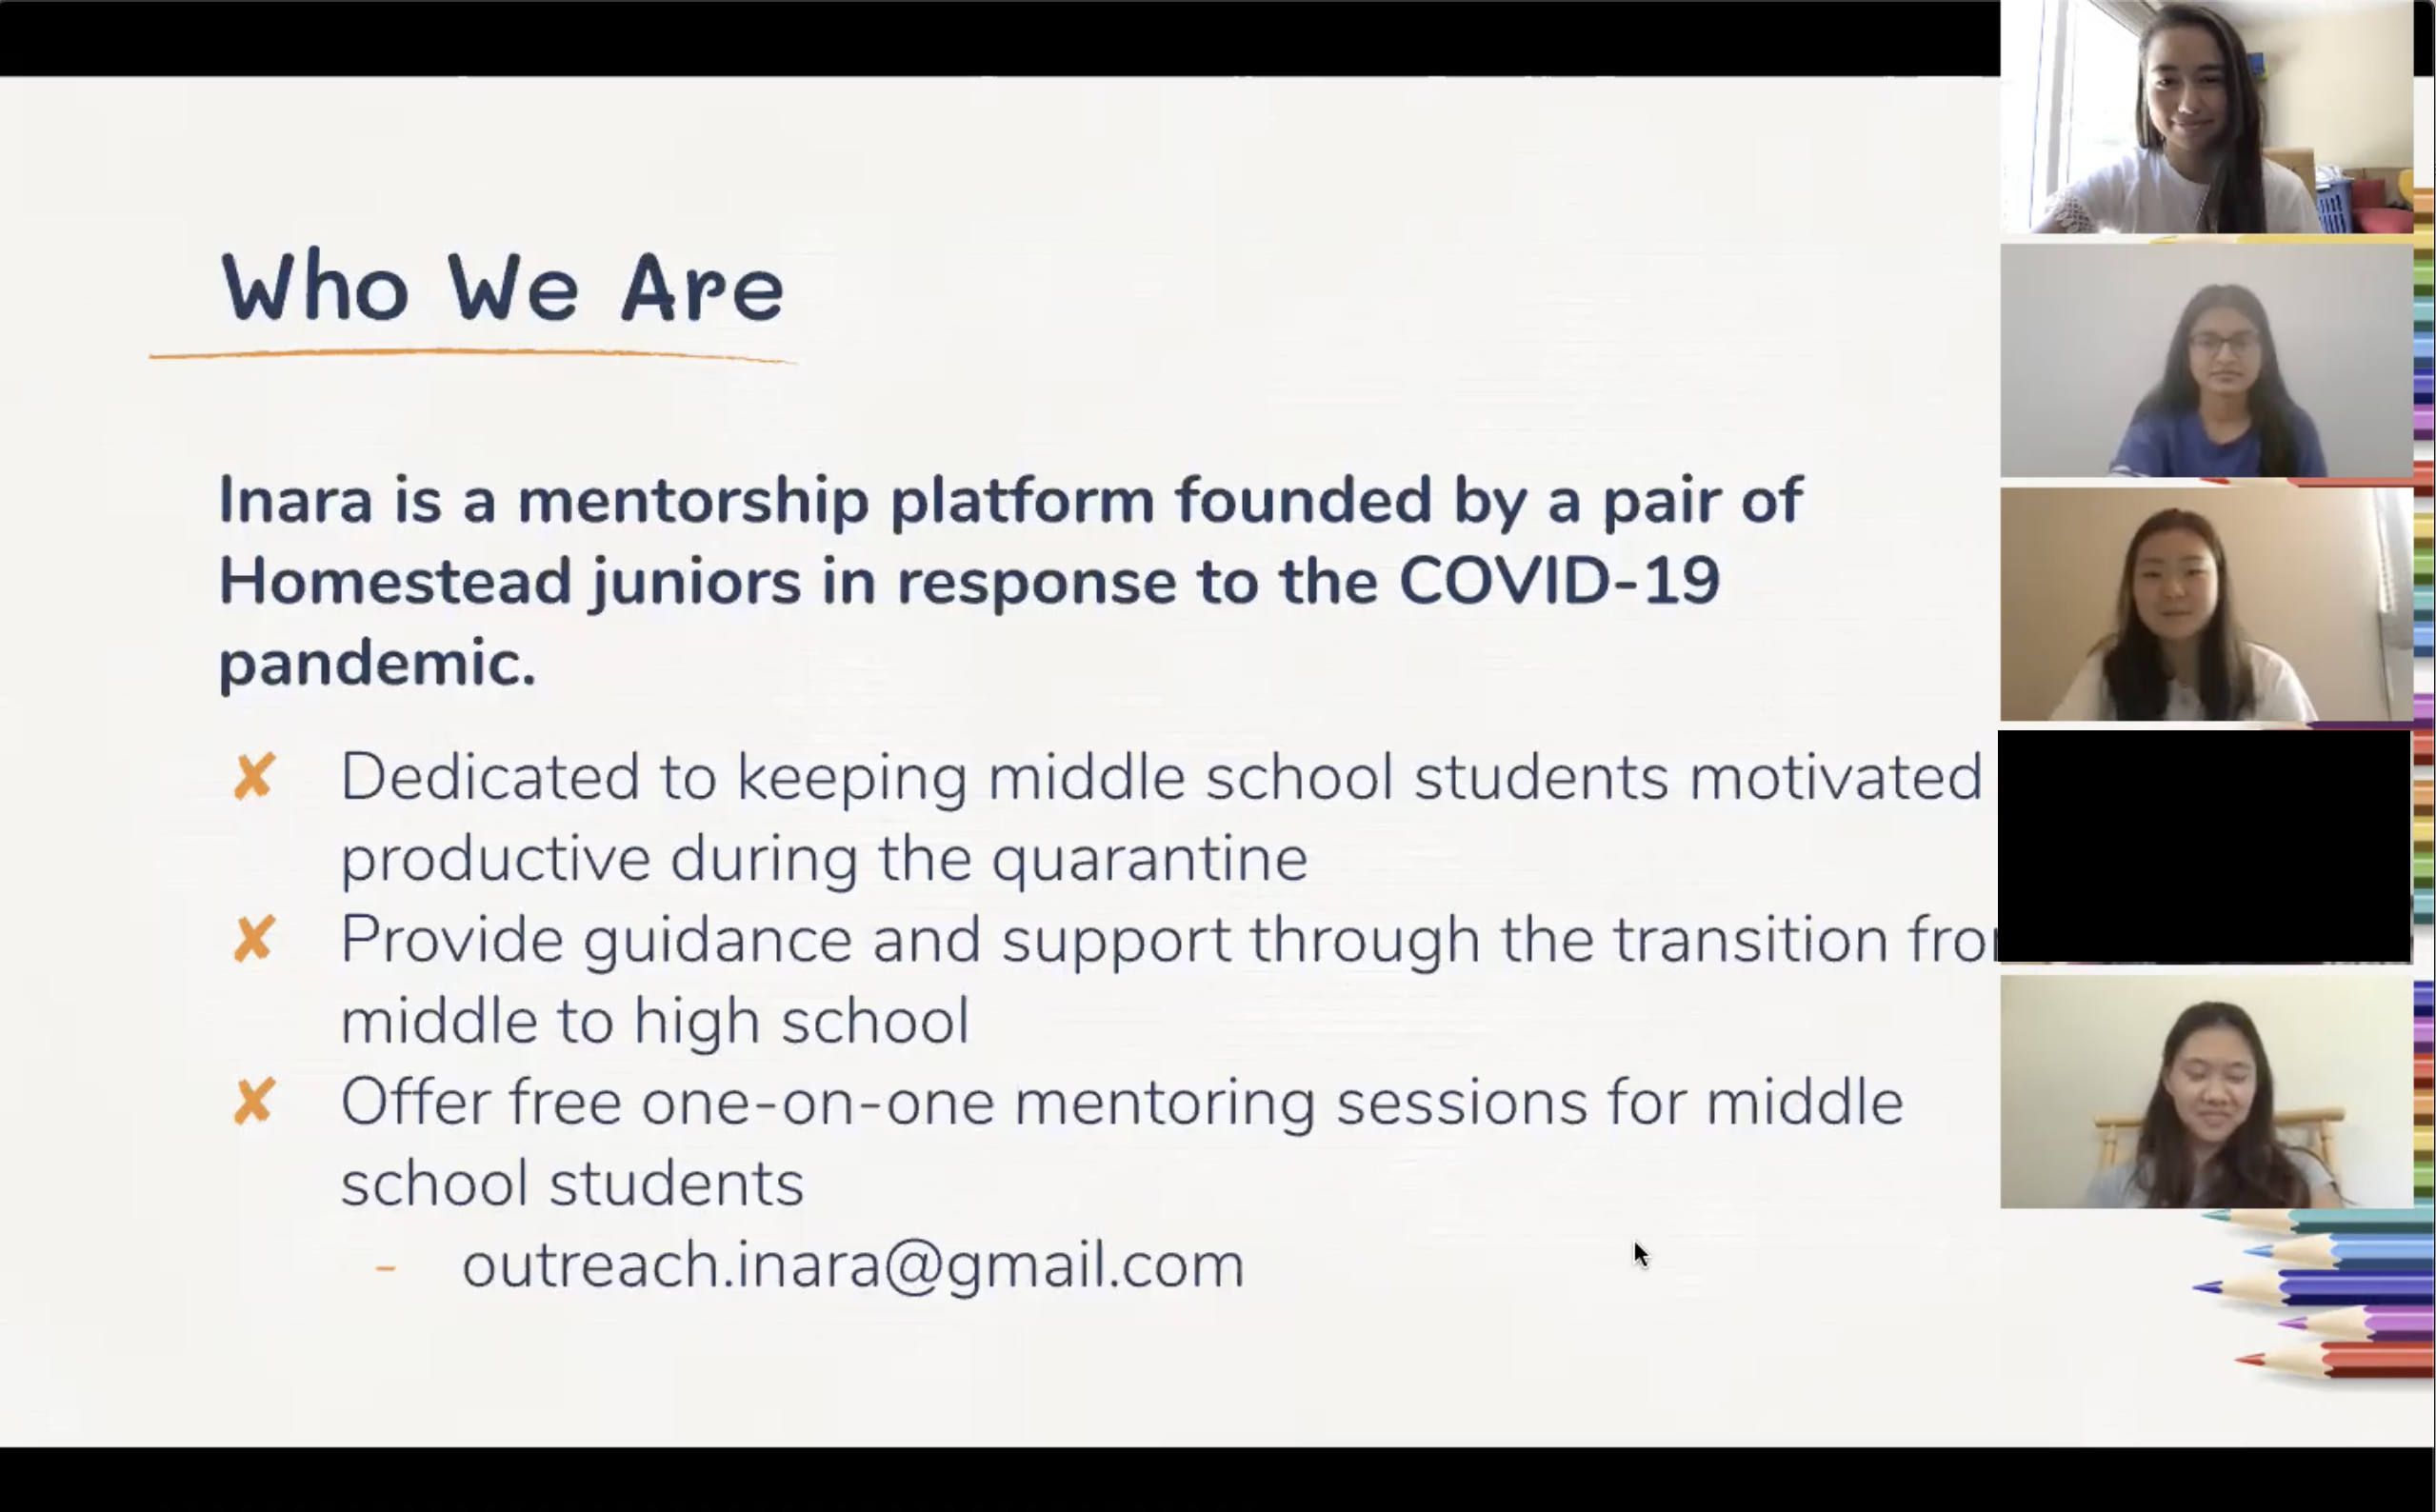 Who We Are
Inara is a mentorship platform founded by a pair of
Homestead juniors in response to the COVID-19
pandemic.
✘ Dedicated to keeping middle school students motivated
productive during the quarantine
✘ Provide guidance and support through the transition
middle to high school
✘ Offer free one-on-one mentoring sessions for middle
school students
- outreach.inara@gmail.com